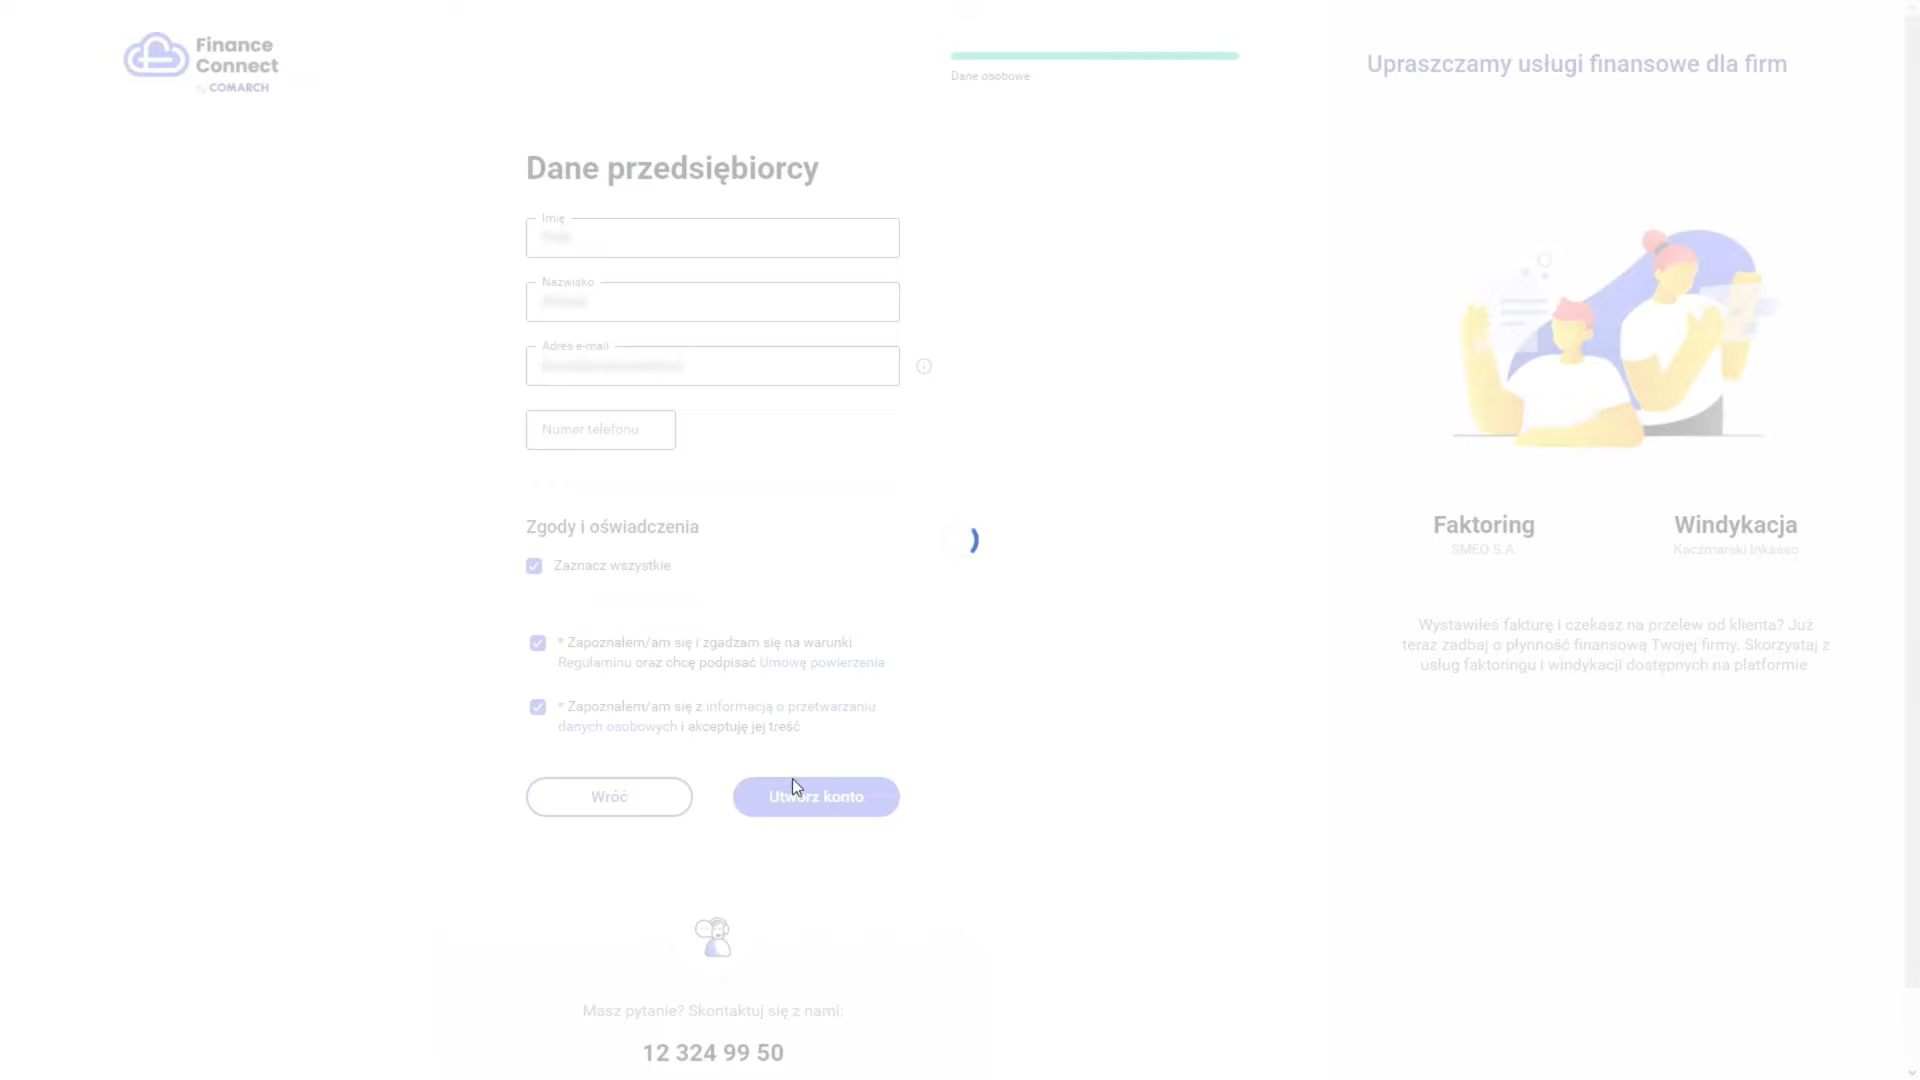 Finance
Connect
by COMARCH
Dane osobowe
Upraszczamy usługi finansowe dla firm
Dane przedsiębiorcy
Imię
Nazwisko
Adres e-mail
Numer telefonu
Zgody i oświadczenia
Zaznacz wszystkie
* Zapoznałem/am się i zgadzam się na warunki
Regulaminu oraz chcę podpisać Umowę powierzenia
* Zapoznałem/am się z informacją o przetwarzaniu
danych osobowych i akceptuję jej treść
Wróć
Utwórz konto
Faktoring
SMEO S.A.
Windykacja
Kaczmarski Inkasso
Wystawiłeś fakturę i czekasz na przelew od klienta? Już
teraz zadbaj o płynność finansową Twojej firmy. Skorzystaj z
usług faktoringu i windykacji dostępnych na platformie
Masz pytanie? Skontaktuj się z nami:
12 324 99 50